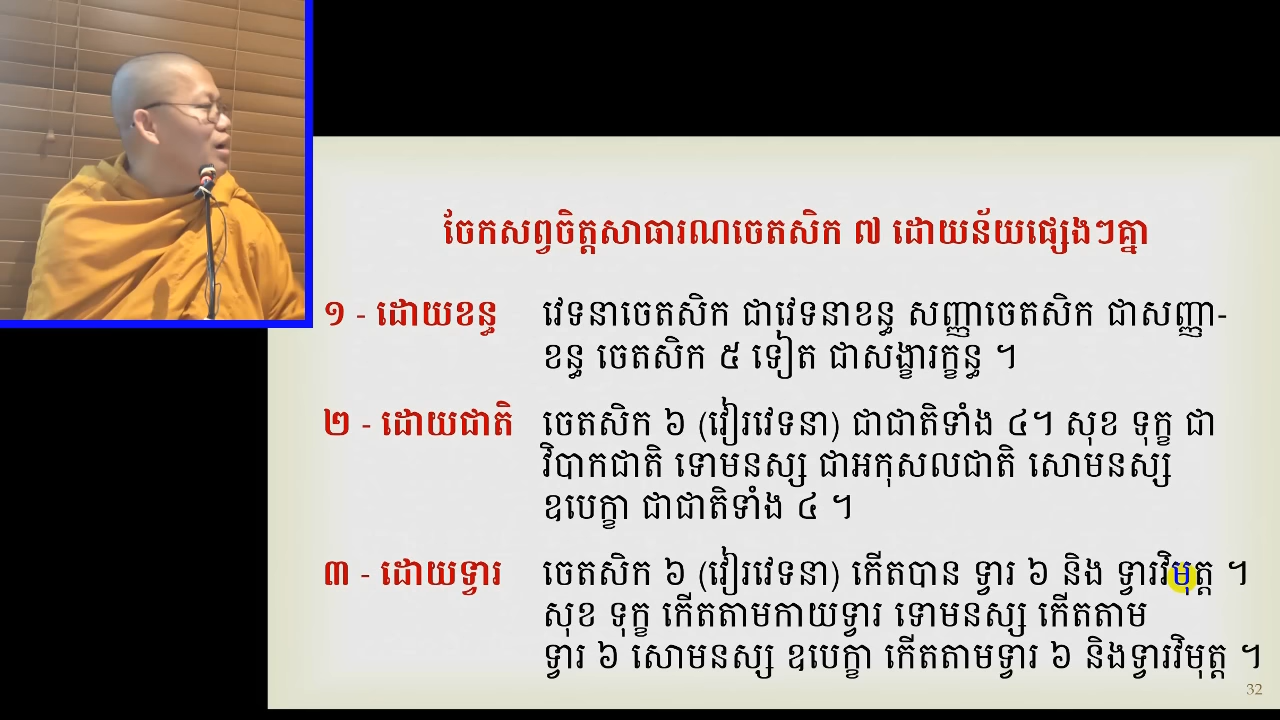 ចែកសព្វចិត្តសាធារណចេតសិក ៧ ដោយន័យផ្សេងៗគ្នា
១ - ដោយខន្ធ វេទនាចេតសិក ជាវេទនាខន្ធ សញ្ញាចេតសិក ជាសញ្ញា-
ខន្ធ ចេតសិក ៥ ទៀត ជាសង្ខារក្ខន្ធ ។
២ - ដោយជាតិ ចេតសិក ៦ (វៀរវេទនា) ជាជាតិទាំង ៤។ សុខ ទុក្ខ ជា
វិបាកជាតិ ទោមនស្ស ជាអកុសលជាតិ សោមនស្ស
ឧបេក្ខា ជាជាតិទាំង ៤ ។
៣ - ដោយទ្វារ ចេតសិក ៦ (វៀរវេទនា) កើតបាន ទ្វារ ៦ និង ទ្វារវិមុត្ត ។
សុខ ទុក្ខ កើតតាមកាយទ្វារ ទោមនស្ស កើតតាម
ទ្វារ ៦ សោមនស្ស ឧបេក្ខា កើតតាមទ្វារ ៦ និងទ្វារវិមុត្ត ។
32